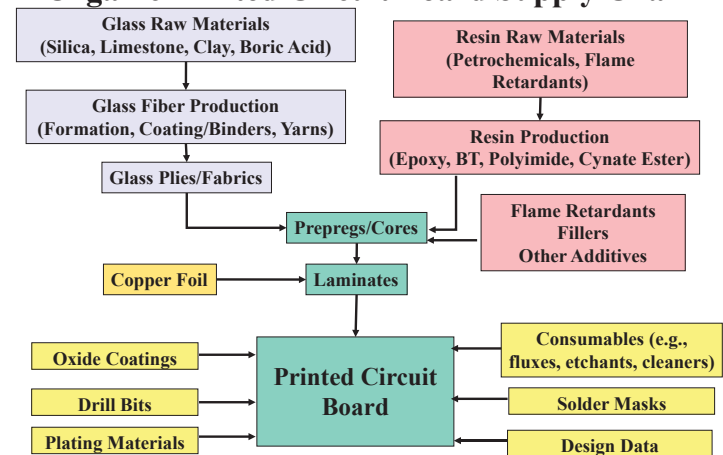 Glass Raw Materials
(Silica, Limestone, Clay, Boric Acid)
Resin Raw Materials
(Petrochemicals, Flame
Retardants)
Glass Fiber Production
(Formation, Coating/Binders, Yarns)
Resin Production
(Epoxy, BT, Polyimide, Cynate Ester)
Glass Plies/Fabrics
Prepregs/Cores
Flame Retardants
Fillers
Other Additives
Copper Foil
Laminates
Oxide Coatings
Drill Bits
Plating Materials
Printed Circuit
Board
Consumables (e.g.,
fluxes, etchants, cleaners)
Solder Masks
Design Data